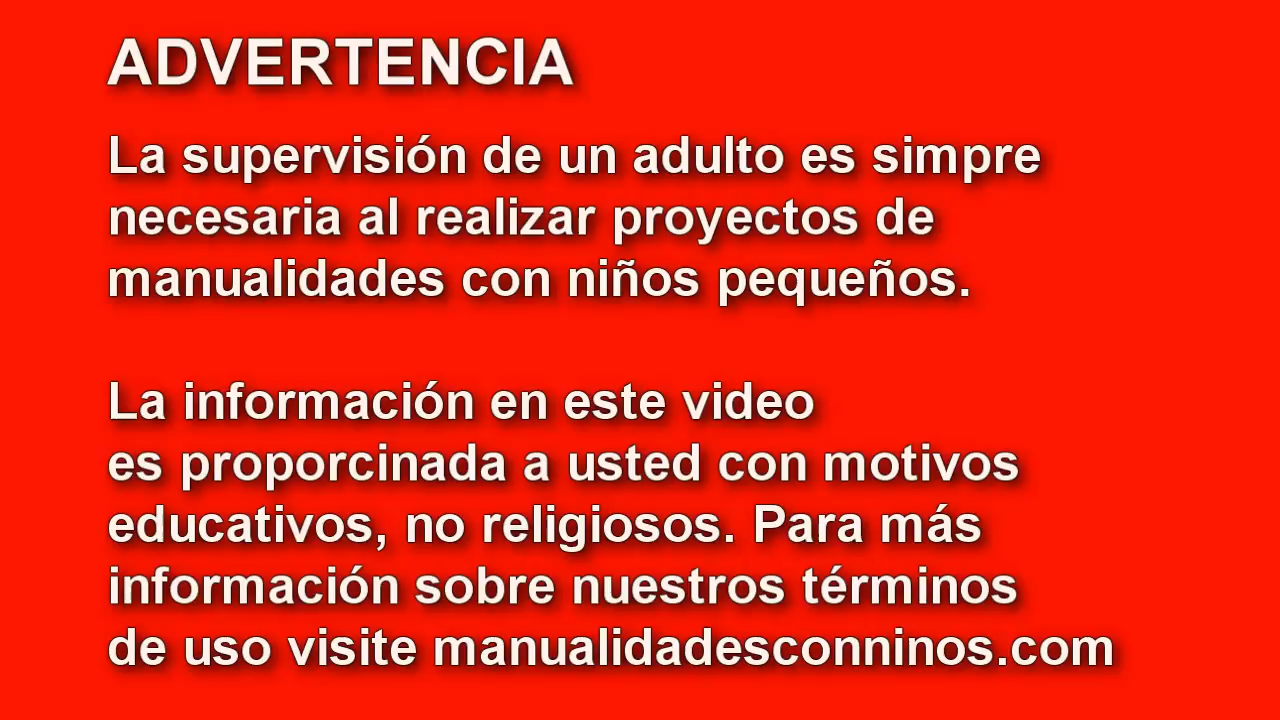 ADVERTENCIA
La supervisión de un adulto es simpre
necesaria al realizar proyectos de
manualidades con niños pequeños.
La información en este video
es proporcinada a usted con motivos
educativos, no religiosos. Para más
información sobre nuestros términos
de uso visite manualidadesconninos.com